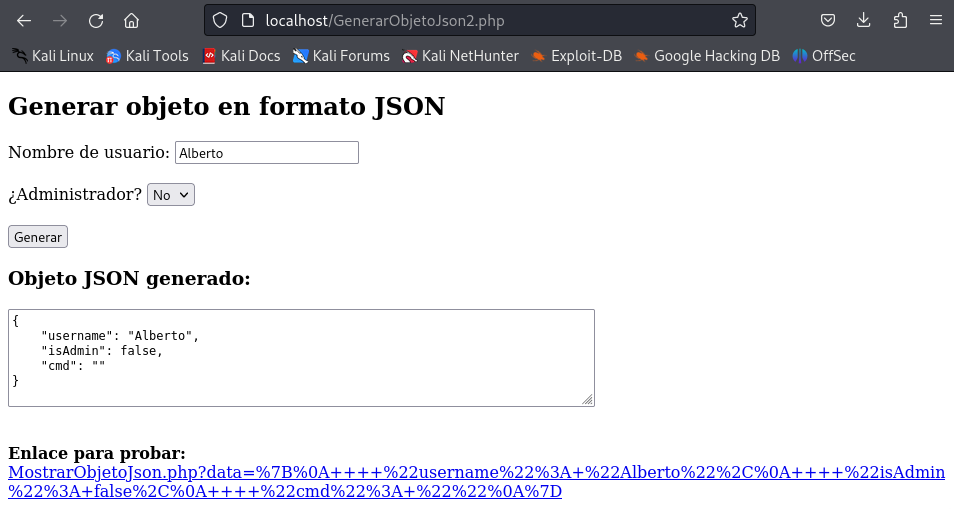 localhost/GenerarObjetoJson2.php
Kali Linux Kali Tools Kali Docs Kali Forums Kali NetHunter Exploit-DB Google Hacking DB OffSec
Generar objeto en formato JSON
Nombre de usuario: Alberto
¿Administrador? No
Generar
Objeto JSON generado:
{
    "username": "Alberto",
    "isAdmin": false,
    "cmd": ""
}
Enlace para probar:
MostrarObjetoJson.php?data=%7B%0A++++%22username%22%3A+%22Alberto%22%2C%0A++++%22isAdmin
%22%3A+false%2C%0A++++%22cmd%22%3A+%22%22%0A%7D